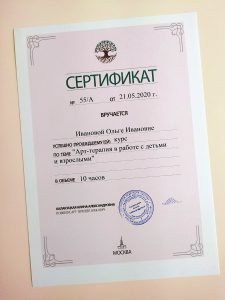 СЕРТИФИКАТ
№ 55/А от 21.05.2020 г.
ВРУЧАЕТСЯ
Ивановой Ольге Ивановне
УСПЕШНО ПРОШЕДШЕМУ(ЕЙ) курс
ПО ТЕМЕ "Арт-терапия в работе с детьми
и взрослыми"
В ОБЪЕМЕ 10 часов
МОСКВА